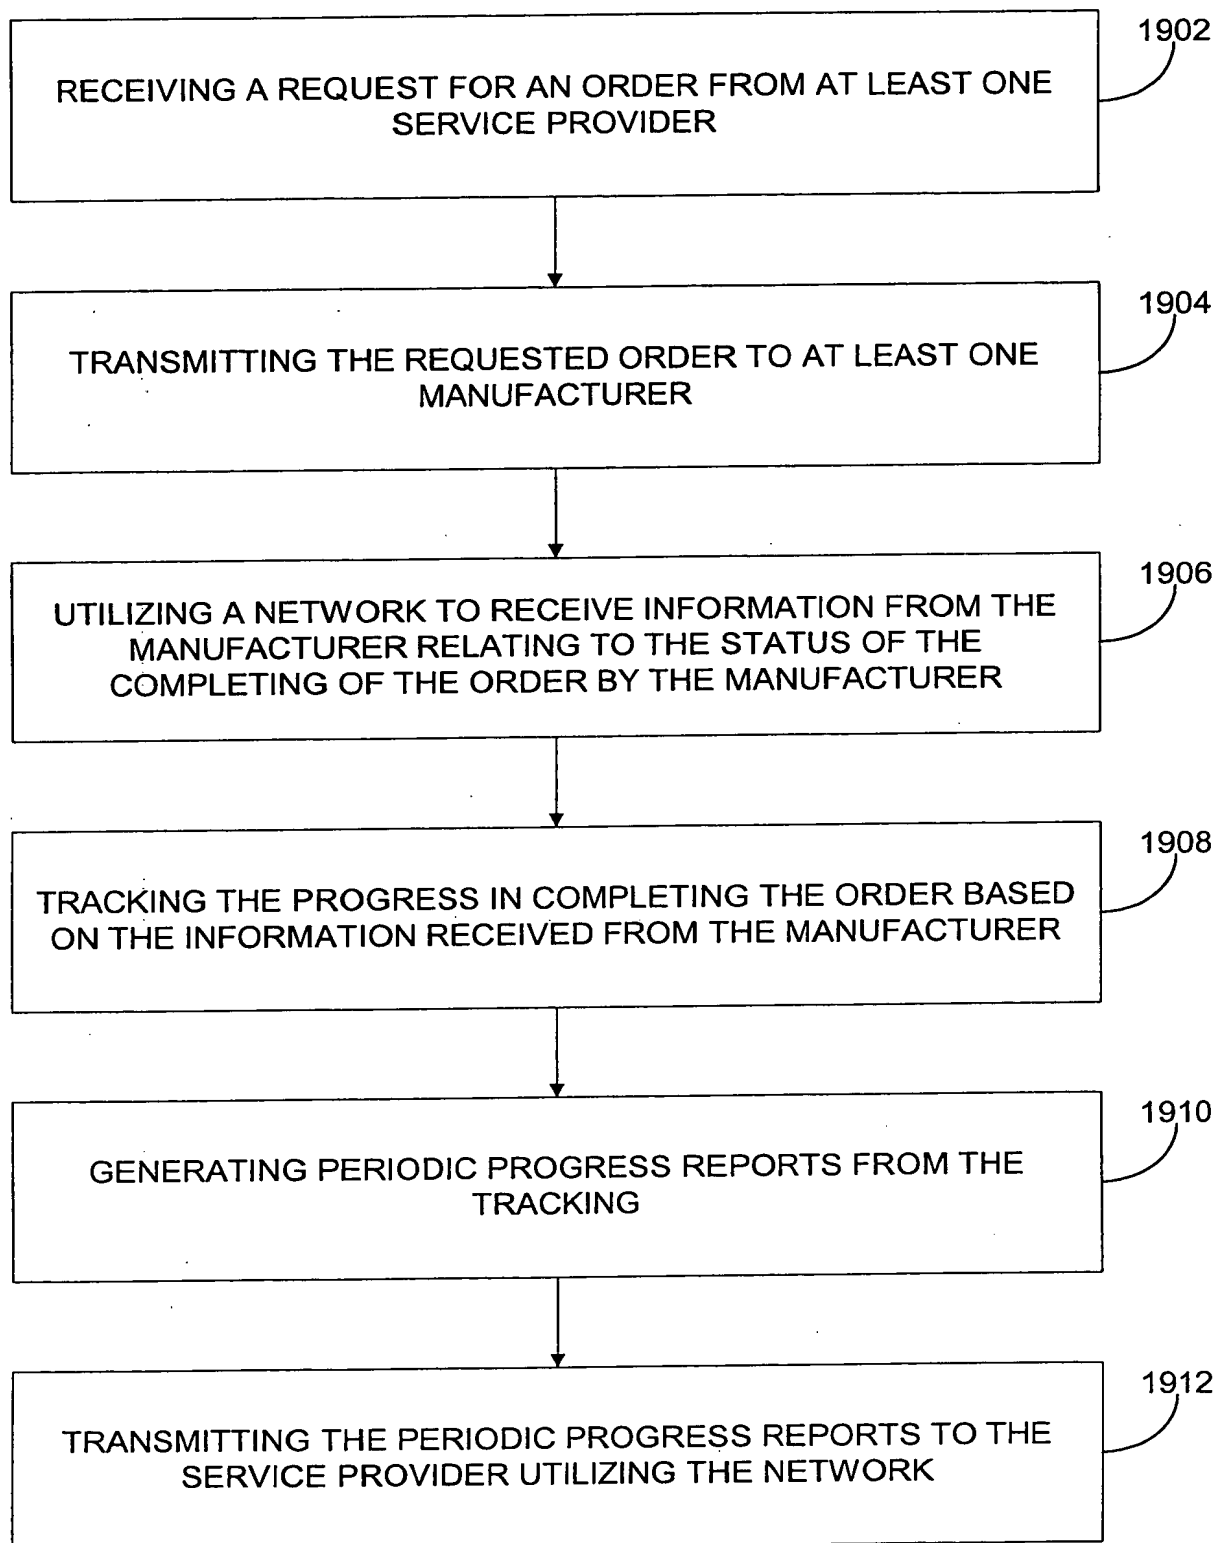 1902
RECEIVING A REQUEST FOR AN ORDER FROM AT LEAST ONE
SERVICE PROVIDER
1904
TRANSMITTING THE REQUESTED ORDER TO AT LEAST ONE
MANUFACTURER
1906
UTILIZING A NETWORK TO RECEIVE INFORMATION FROM THE
MANUFACTURER RELATING TO THE STATUS OF THE
COMPLETING OF THE ORDER BY THE MANUFACTURER
1908
TRACKING THE PROGRESS IN COMPLETING THE ORDER BASED
ON THE INFORMATION RECEIVED FROM THE MANUFACTURER
1910
GENERATING PERIODIC PROGRESS REPORTS FROM THE
TRACKING
1912
TRANSMITTING THE PERIODIC PROGRESS REPORTS TO THE
SERVICE PROVIDER UTILIZING THE NETWORK